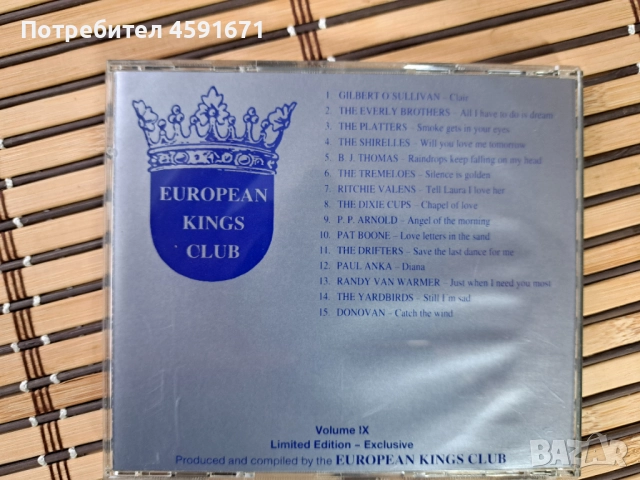 Потребител 4591671
EUROPEAN
KINGS
CLUB
1. GILBERT O'SULLIVAN – Clair
2. THE EVERLY BROTHERS – All I have to do is dream
3. THE PLATTERS – Smoke gets in your eyes
4. THE SHIRELLES – Will you love me tomorrow
5. B. J. THOMAS – Raindrops keep falling on my head
6. THE TREMELOES – Silence is golden
7. RITCHIE VALENS – Tell Laura I love her
8. THE DIXIE CUPS – Chapel of love
9. P. P. ARNOLD – Angel of the morning
10. PAT BOONE – Love letters in the sand
11. THE DRIFTERS – Save the last dance for me
12. PAUL ANKA – Diana
13. RANDY VAN WARMER – Just when I need you most
14. THE YARDBIRDS – Still I'm sad
15. DONOVAN – Catch the wind
Volume IX
Limited Edition – Exclusive
Produced and compiled by the EUROPEAN KINGS CLUB
BAZAR